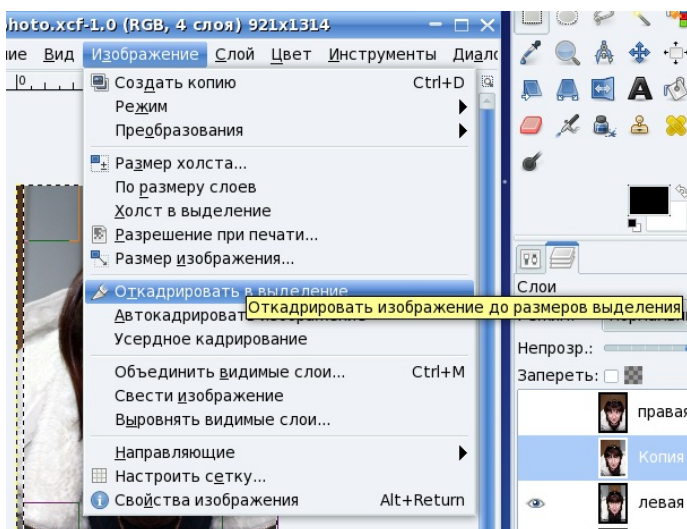 photo.xcf-1.0 (RGB, 4 слоя) 921x1314
Вид Изображение Слой Цвет Инструменты
0
Создать копию Ctrl+D
Режим
Преобразования
Размер холста...
По размеру слоев
Холст в выделение
Разрешение при печати...
Размер изображения...
Откадрировать в выделение
Откадрировать изображение до размеров выделения
Автокадрировать изображение
Усердное кадрирование
Объединить видимые слои... Ctrl+M
Свести изображение
Выровнять видимые слои...
Направляющие
Настроить сетку...
Свойства изображения Alt+Return
Слои
Непрозр.:
Запереть:
правая
Копия
левая